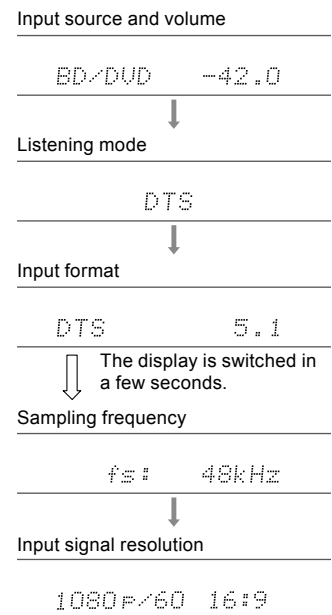 Input source and volume
BD/DVD -42.0
Listening mode
DTS
Input format
DTS 5.1
The display is switched in
a few seconds.
Sampling frequency
fs: 48kHz
Input signal resolution
1080p/60 16:9